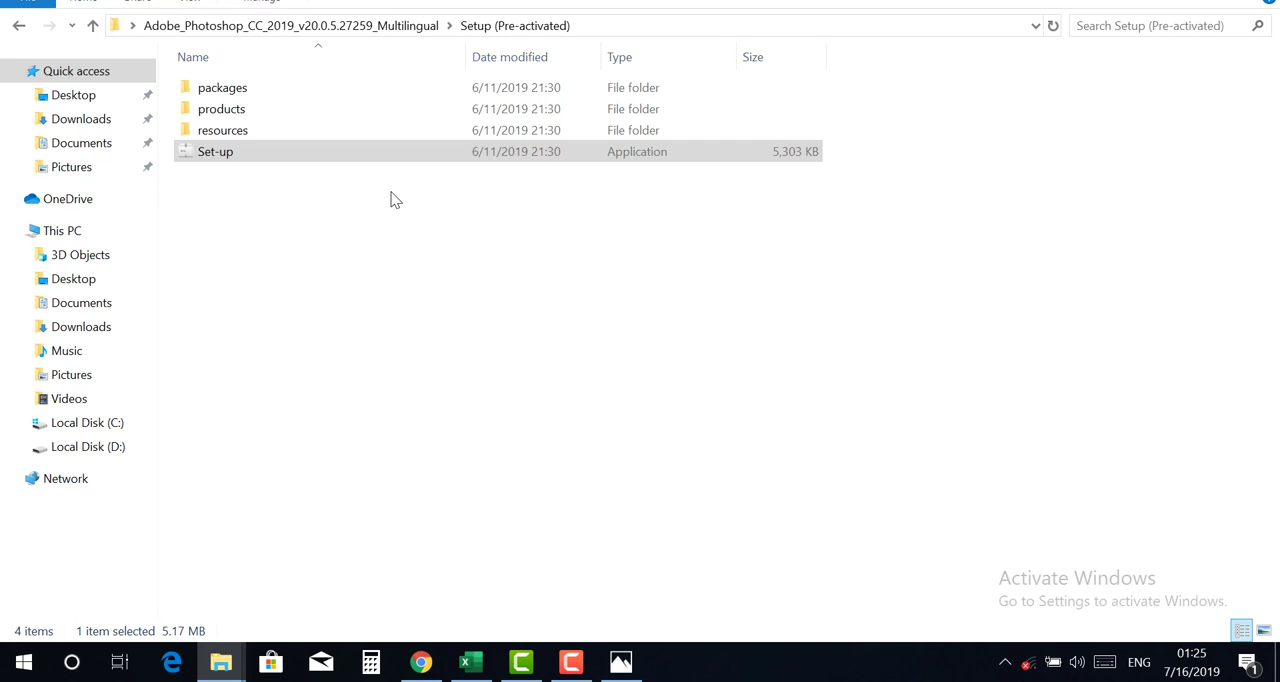 Adobe_Photoshop_CC_2019_v20.0.5.27259_Multilingual > Setup (Pre-activated)
Search Setup (Pre-activated)
Name Date modified Type Size
Quick access
Desktop
Downloads
Documents
Pictures
OneDrive
This PC
3D Objects
Desktop
Documents
Downloads
Music
Pictures
Videos
Local Disk (C:)
Local Disk (D:)
Network
packages 6/11/2019 21:30 File folder
products 6/11/2019 21:30 File folder
resources 6/11/2019 21:30 File folder
Set-up 6/11/2019 21:30 Application 5,303 KB
Activate Windows
Go to Settings to activate Windows.
4 items 1 item selected 5.17 MB
ENG
01:25
7/16/2019
1